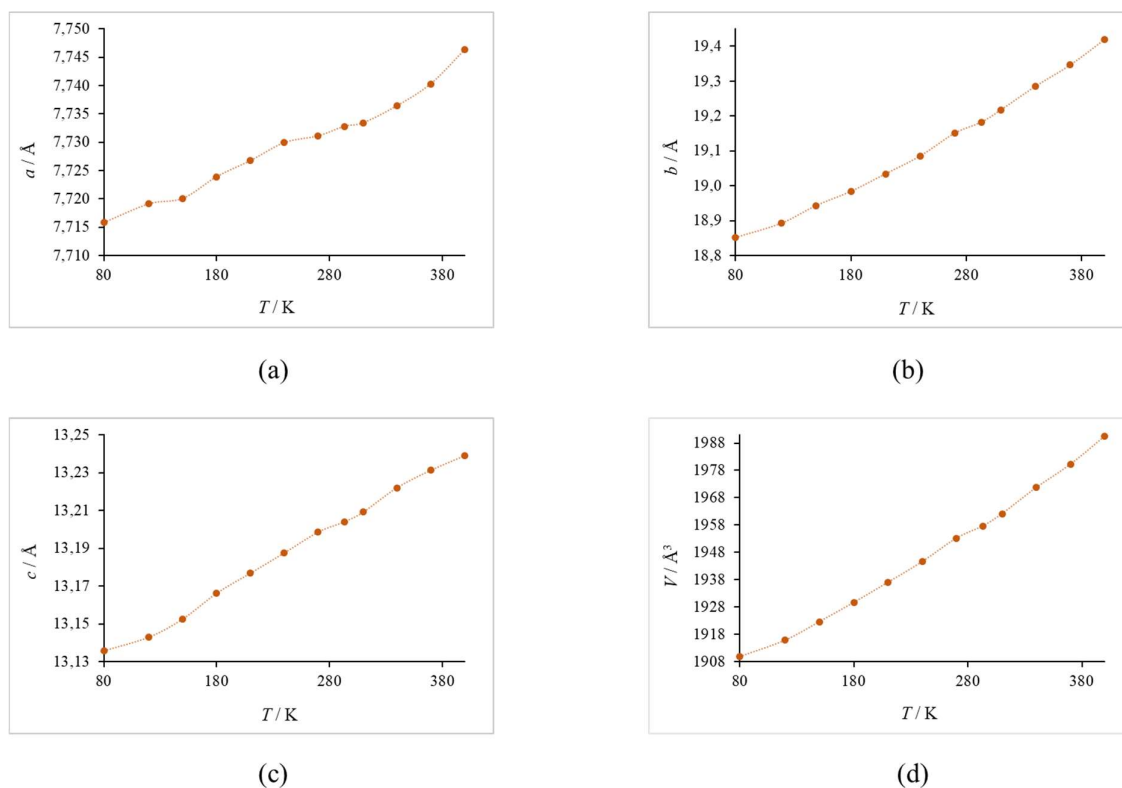 7,750
7,745
7,740
7,735
7,730
7,725
7,720
7,715
7,710
a / Å
80 180 280 380
T / K
(a)
19,4
19,3
19,2
19,1
19,0
18,9
18,8
b / Å
80 180 280 380
T / K
(b)
13,25
13,23
13,21
13,19
13,17
13,15
13,13
c / Å
80 180 280 380
T / K
(c)
1988
1978
1968
1958
1948
1938
1928
1918
1908
V / Å³
80 180 280 380
T / K
(d)